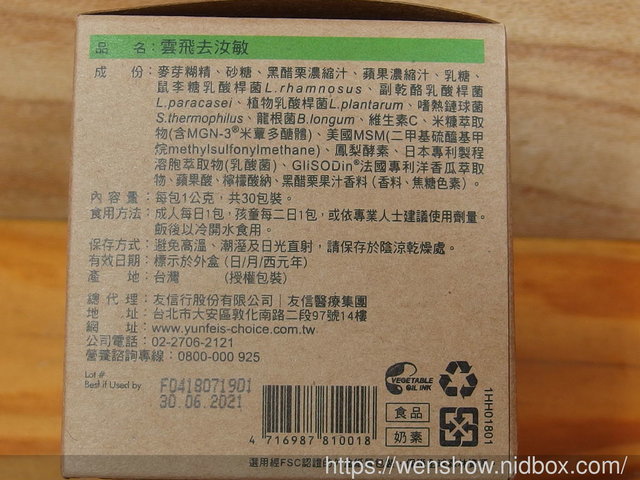 品 名：雲飛去汝敏
成 份：麥芽糊精、砂糖、黑醋栗濃縮汁、蘋果濃縮汁、乳糖、
鼠李糖乳酸桿菌L.rhamnosus、副乾酪乳酸桿菌
L.paracasei、植物乳酸桿菌L.plantarum、嗜熱鏈球菌
S.thermophilus、龍根菌B.longum、維生素C、米糠萃取
物(含MGN-3®米蕈多醣體)、美國MSM(二甲基硫醯基甲
烷methylsulfonylmethane)、鳳梨酵素、日本專利製程
溶胞萃取物(乳酸菌)、GliSODin®法國專利洋香瓜萃取
物、蘋果酸、檸檬酸鈉、黑醋栗果汁香料（香料、焦糖色素）。
內 容 量：每包1公克，共30包裝。
食用方法：成人每日1包，孩童每二日1包，或依專業人士建議使用劑量。
飯後以冷開水食用。
保存方式：避免高溫、潮溼及日光直射，請保存於陰涼乾燥處。
有效日期：標示於外盒 (日/月/西元年)
產 地：台灣 (授權包裝)
總 代 理：友信行股份有限公司｜友信醫療集團
地 址：台北市大安區敦化南路二段97號14樓
網 址：www.yunfeis-choice.com.tw
公司電話：02-2706-2121
營養諮詢專線：0800-000 925
Lot #
Best if Used by
F0418071901
30.06.2021
VEGETABLE
OIL INK
食品
奶素
1HH01801
4 716987 810018
選用經FSC認證
https://wenshow.nidbox.com/